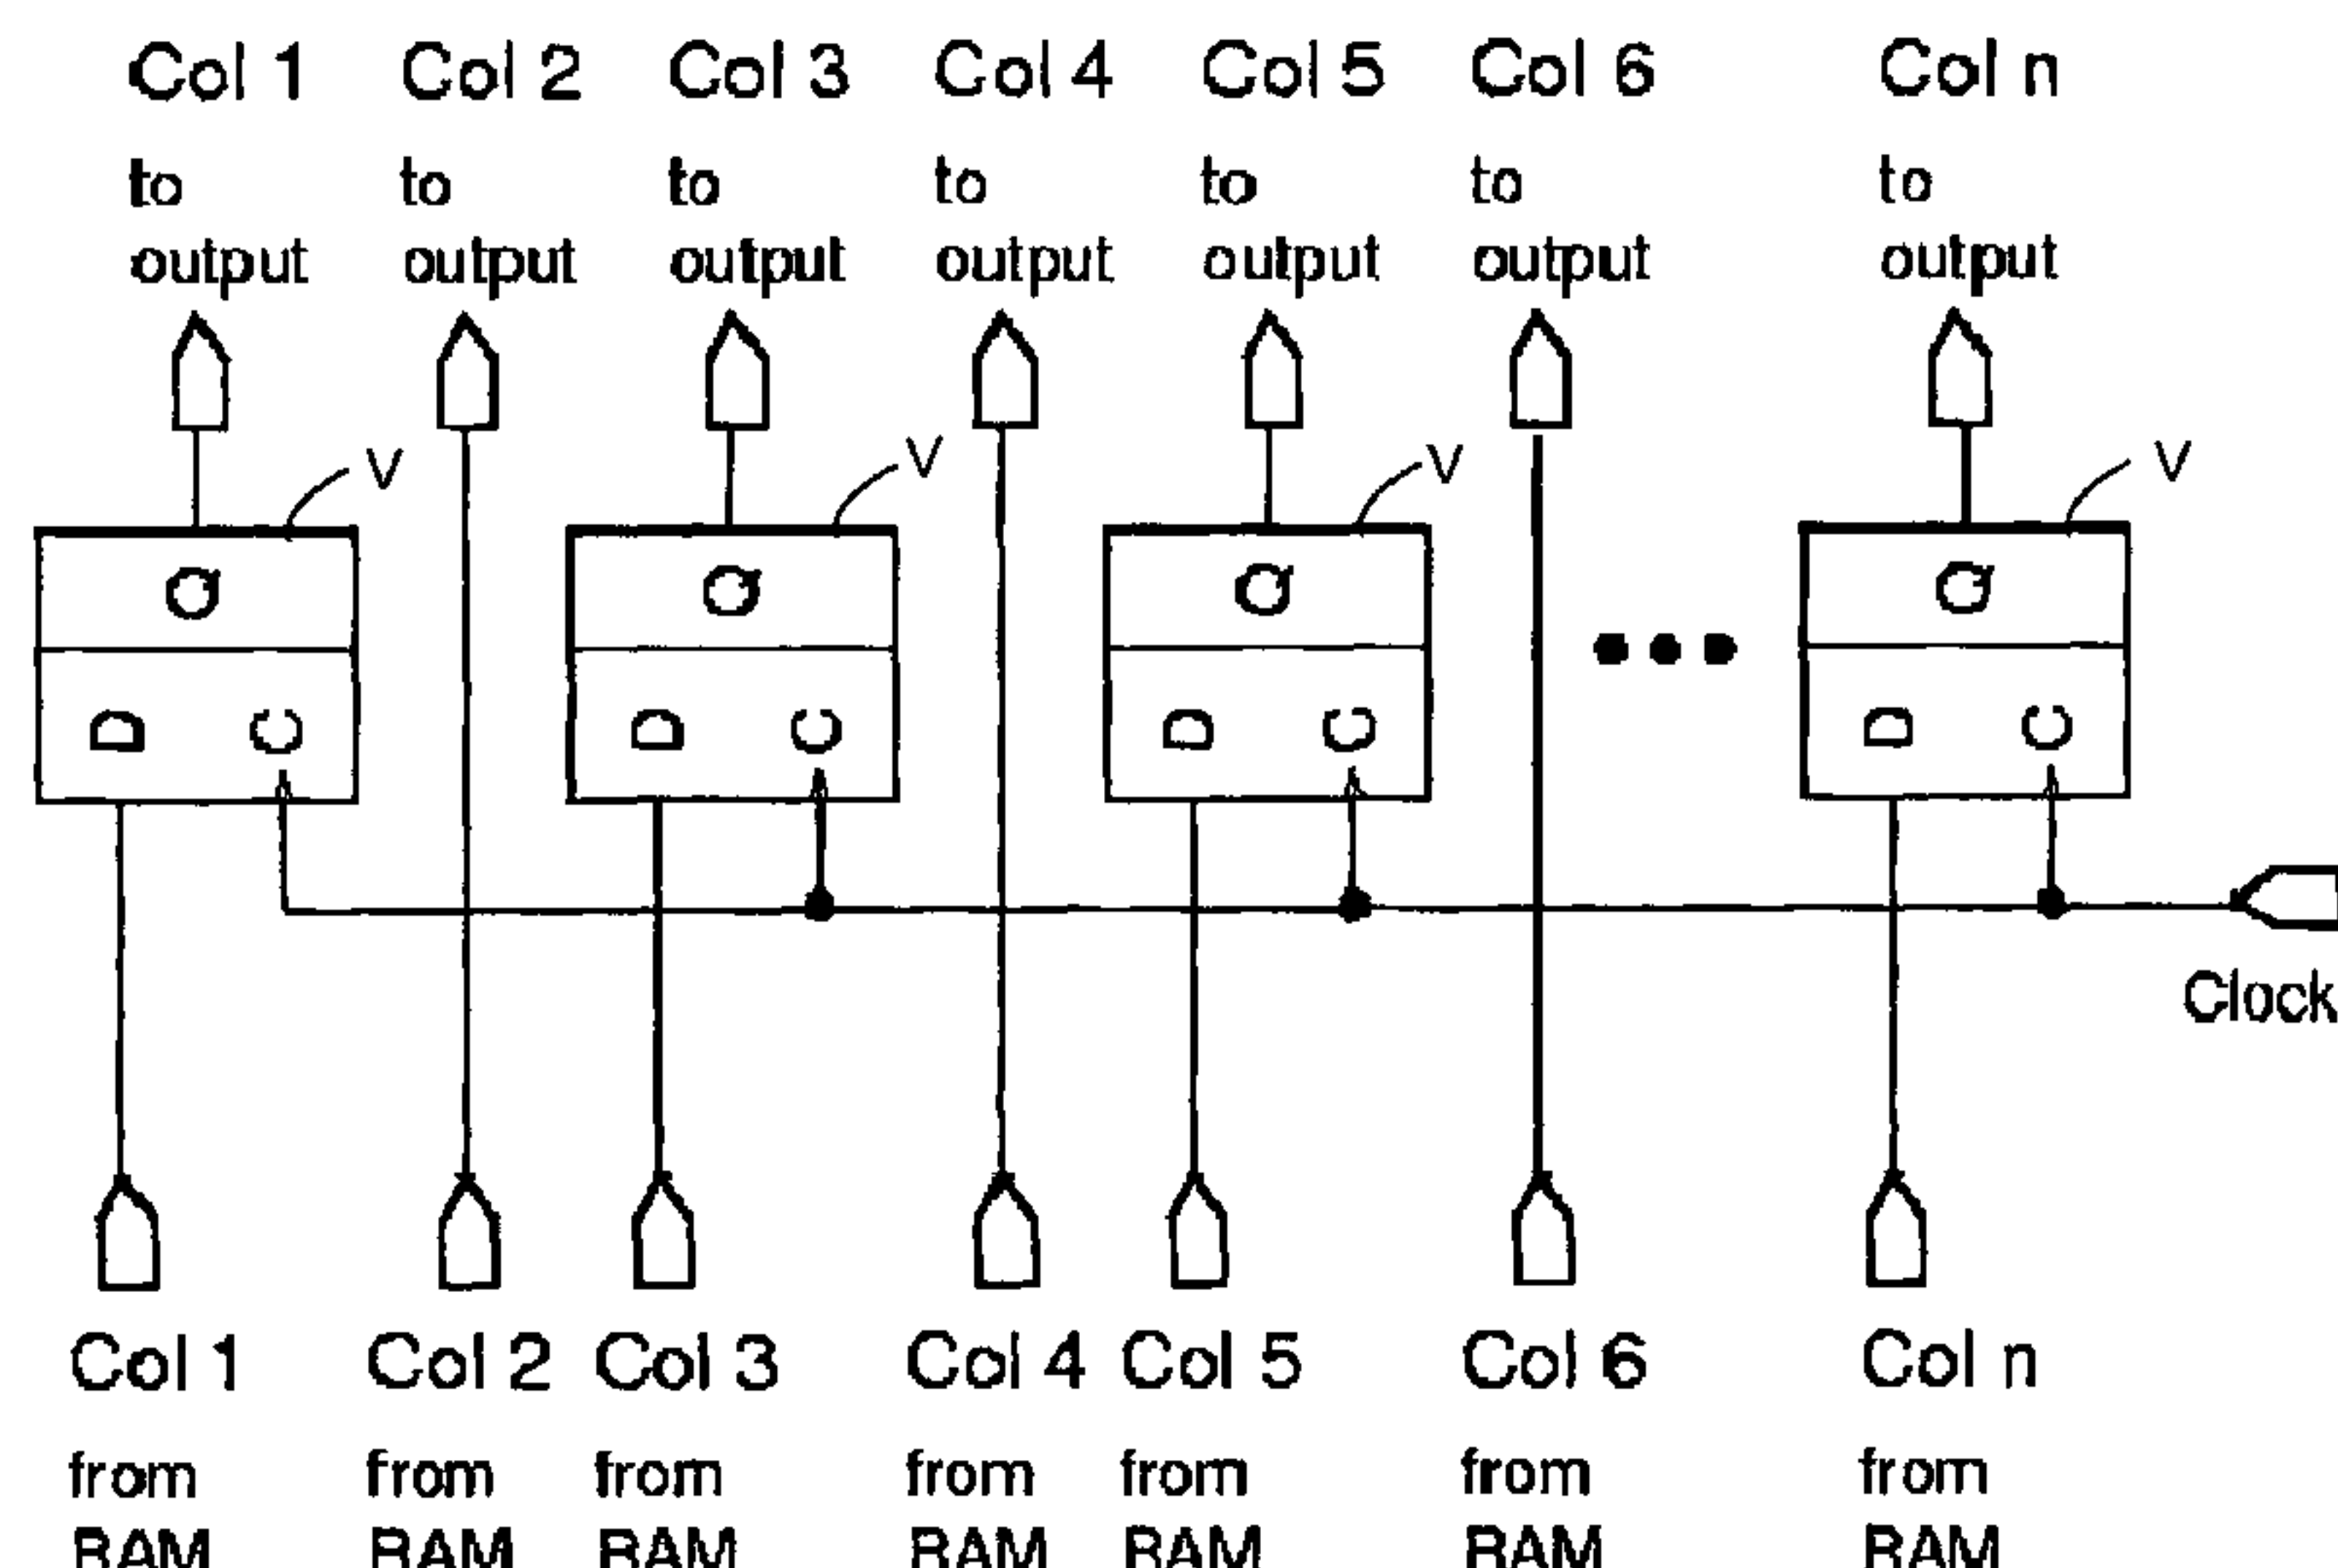 Col 1 Col 2 Col 3 Col 4 Col 5 Col 6 Col n
to to to to to to to
output output output output output output output
V V V V
Q Q Q Q
D C D C D C D C
Clock
Col 1 Col 2 Col 3 Col 4 Col 5 Col 6 Col n
from from from from from from from
RAM RAM RAM RAM RAM RAM RAM